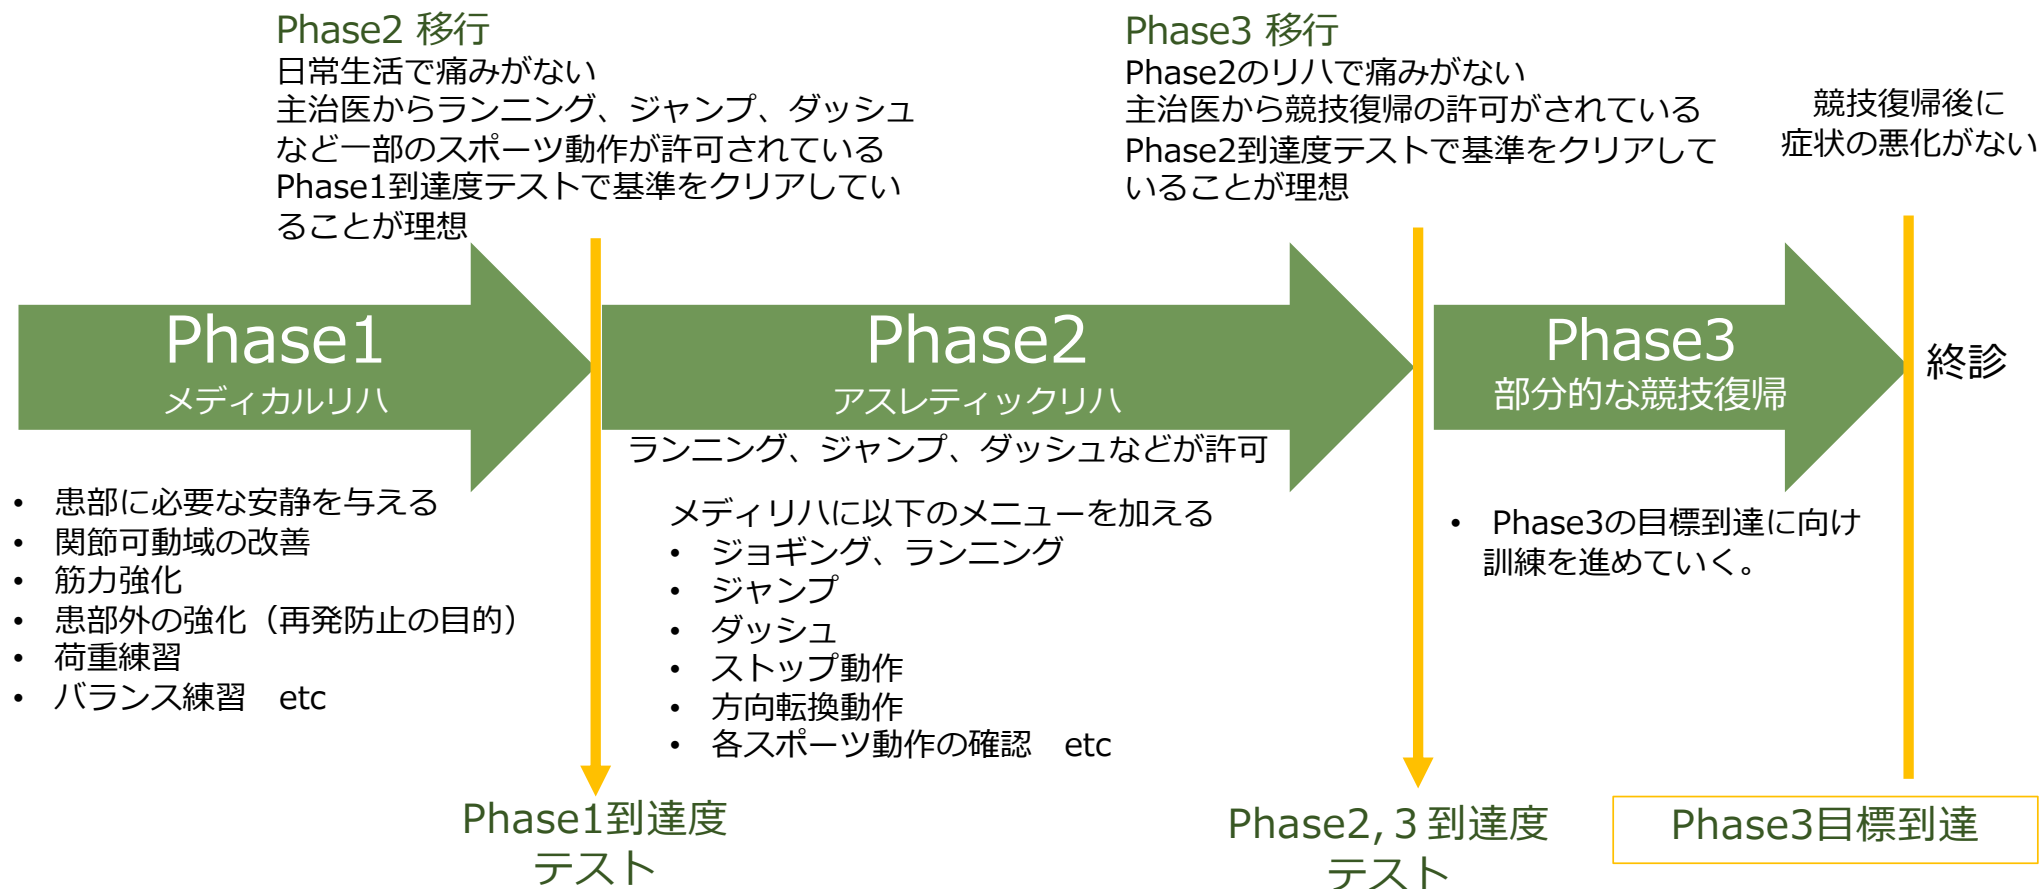 Phase2 移行
日常生活で痛みがない
主治医からランニング、ジャンプ、ダッシュ
など一部のスポーツ動作が許可されている
Phase1到達度テストで基準をクリアしてい
ることが理想
Phase3 移行
Phase2のリハで痛みがない
主治医から競技復帰の許可がされている
Phase2到達度テストで基準をクリアして
いることが理想
競技復帰後に
症状の悪化がない
Phase1
メディカルリハ
Phase2
アスレティックリハ
Phase3
部分的な競技復帰
終診
• 患部に必要な安静を与える
• 関節可動域の改善
• 筋力強化
• 患部外の強化（再発防止の目的）
• 荷重練習
• バランス練習　etc
ランニング、ジャンプ、ダッシュなどが許可
メディリハに以下のメニューを加える
• ジョギング、ランニング
• ジャンプ
• ダッシュ
• ストップ動作
• 方向転換動作
• 各スポーツ動作の確認　etc
• Phase3の目標到達に向け
訓練を進めていく。
Phase1到達度
テスト
Phase2,３到達度
テスト
Phase3目標到達